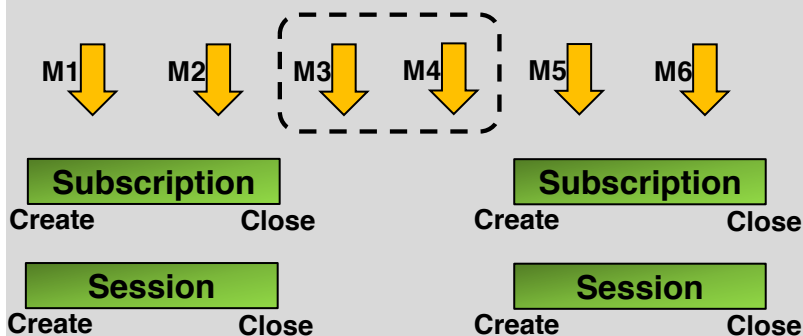 M1 M2 M3 M4 M5 M6
Subscription Subscription
Create Close Create Close
Session Session
Create Close Create Close